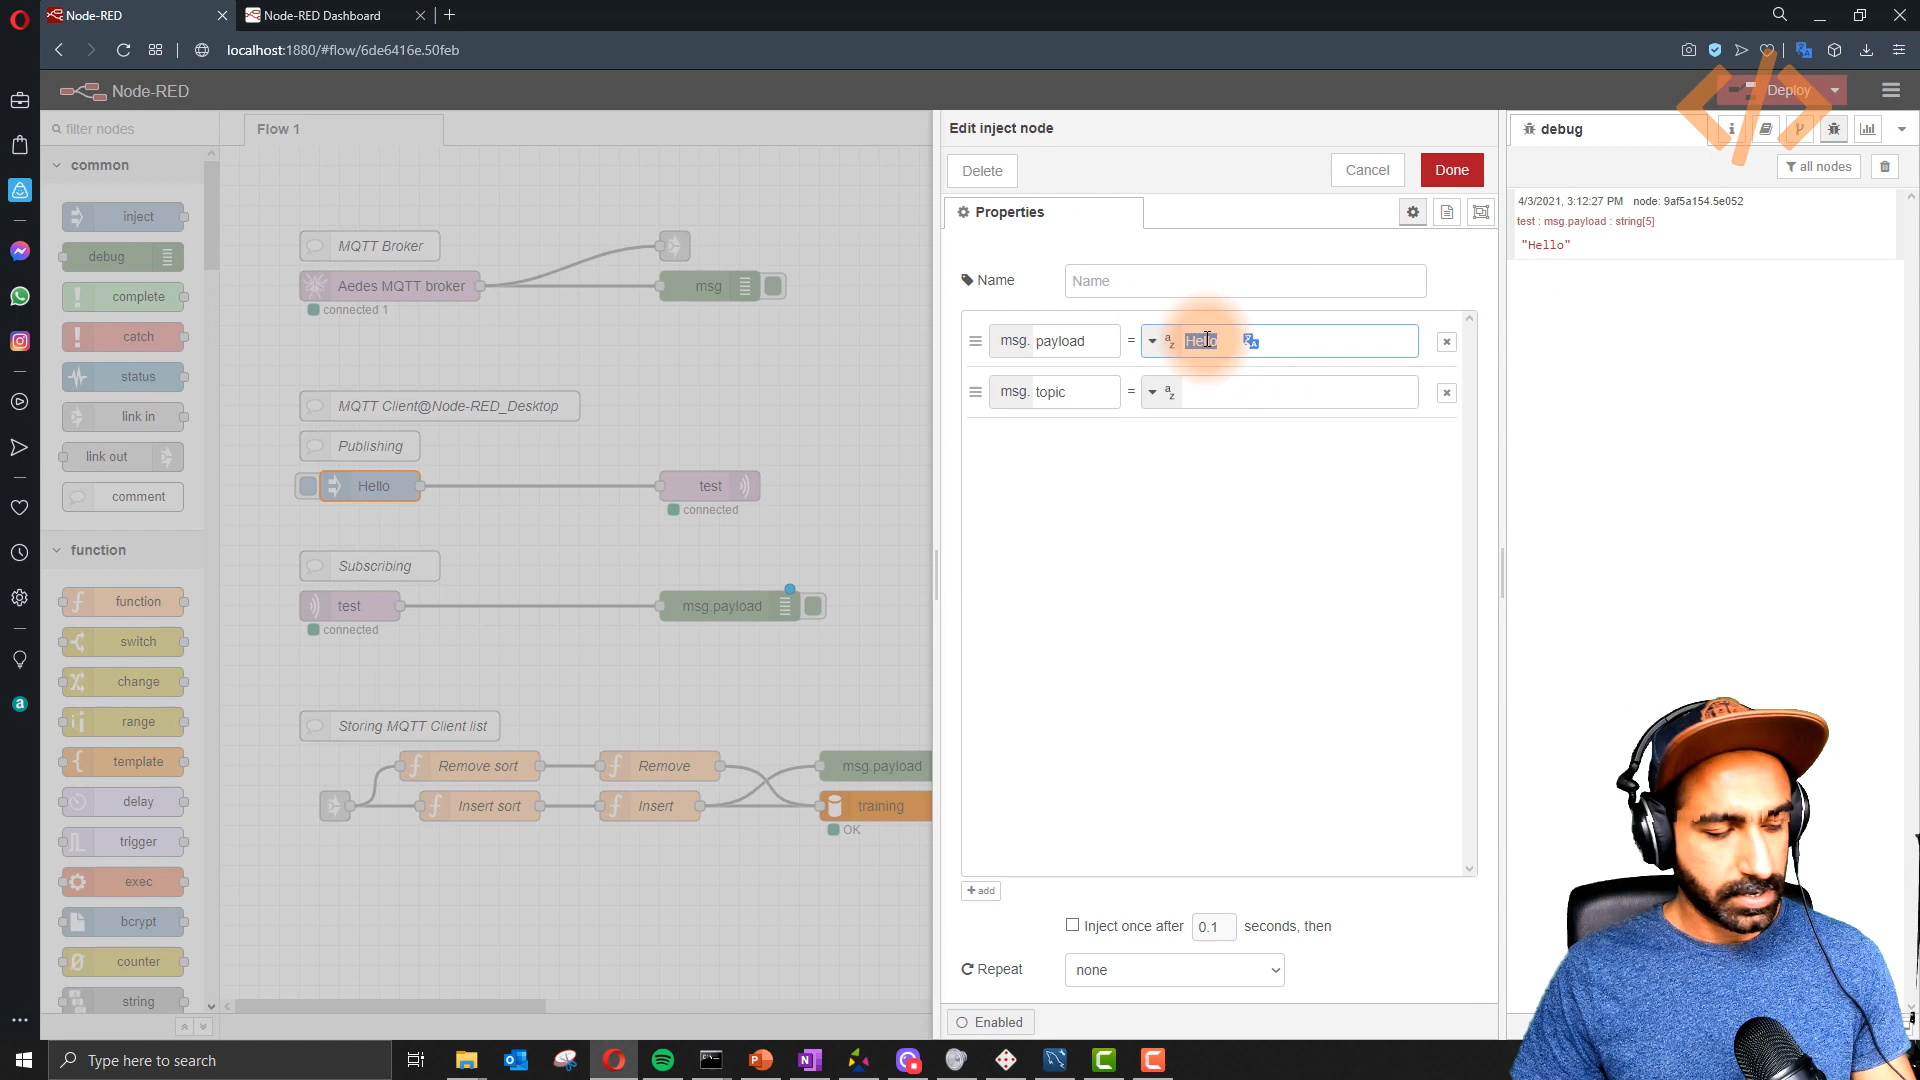 Node-RED
Node-RED Dashboard
localhost:1880/#flow/6de6416e.50feb
Node-RED
Deploy
filter nodes
common
inject
debug
complete
catch
status
link in
link out
comment
function
function
switch
change
range
template
delay
trigger
exec
bcrypt
counter
string
Flow 1
MQTT Broker
Aedes MQTT broker
connected 1
msg
MQTT Client@Node-RED_Desktop
Publishing
Hello
test
connected
Subscribing
test
connected
msg.payload
Storing MQTT Client list
Remove sort
Remove
msg.payload
Insert sort
Insert
training
OK
Edit inject node
Delete
Cancel
Done
Properties
Name
Name
msg. payload = Hello
msg. topic =
add
Inject once after 0.1 seconds, then
Repeat none
Enabled
debug
all nodes
4/3/2021, 3:12:27 PM node: 9af5a154.5e052
test : msg.payload : string[5]
"Hello"
Type here to search